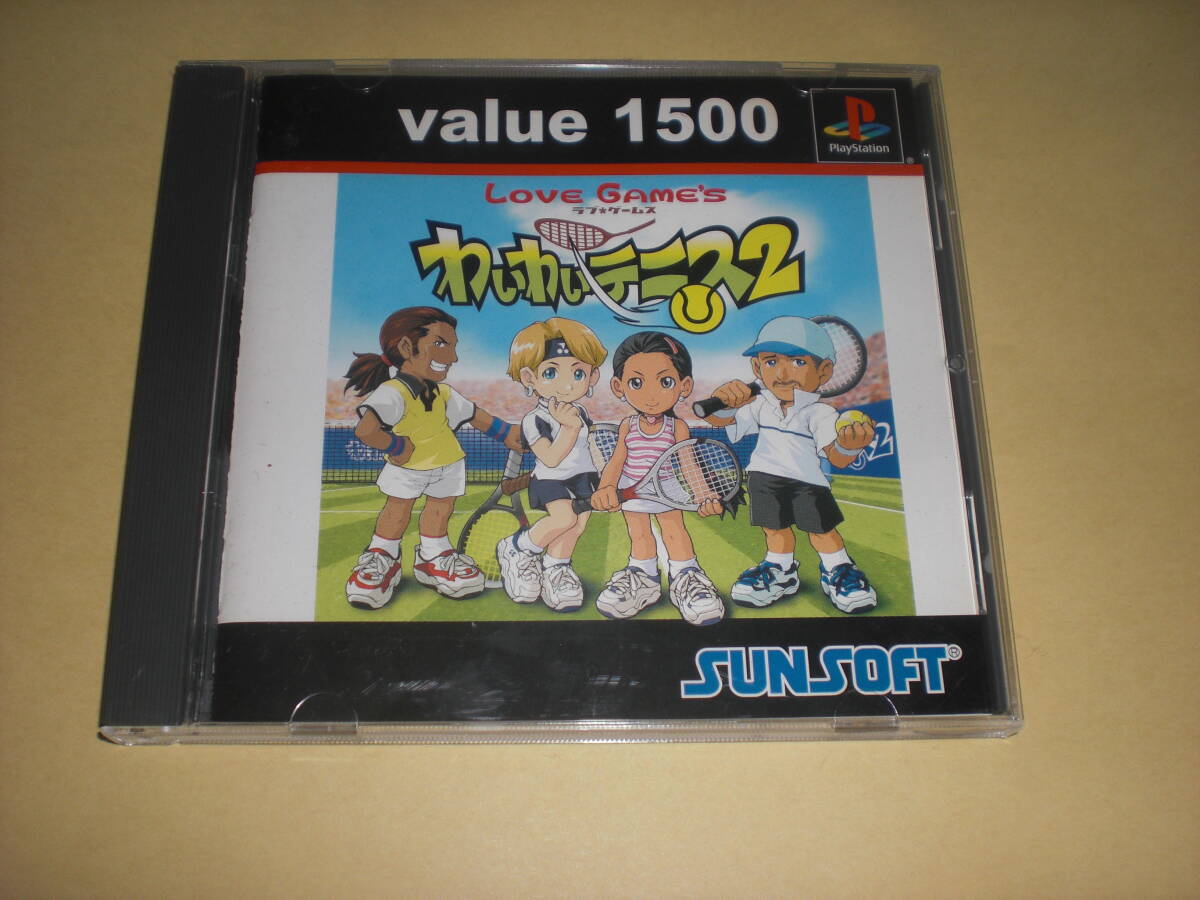 value 1500
PlayStation
®
LOVE GAME'S
ラブ★ゲームス
わいわいテニス2
SUNSOFT®